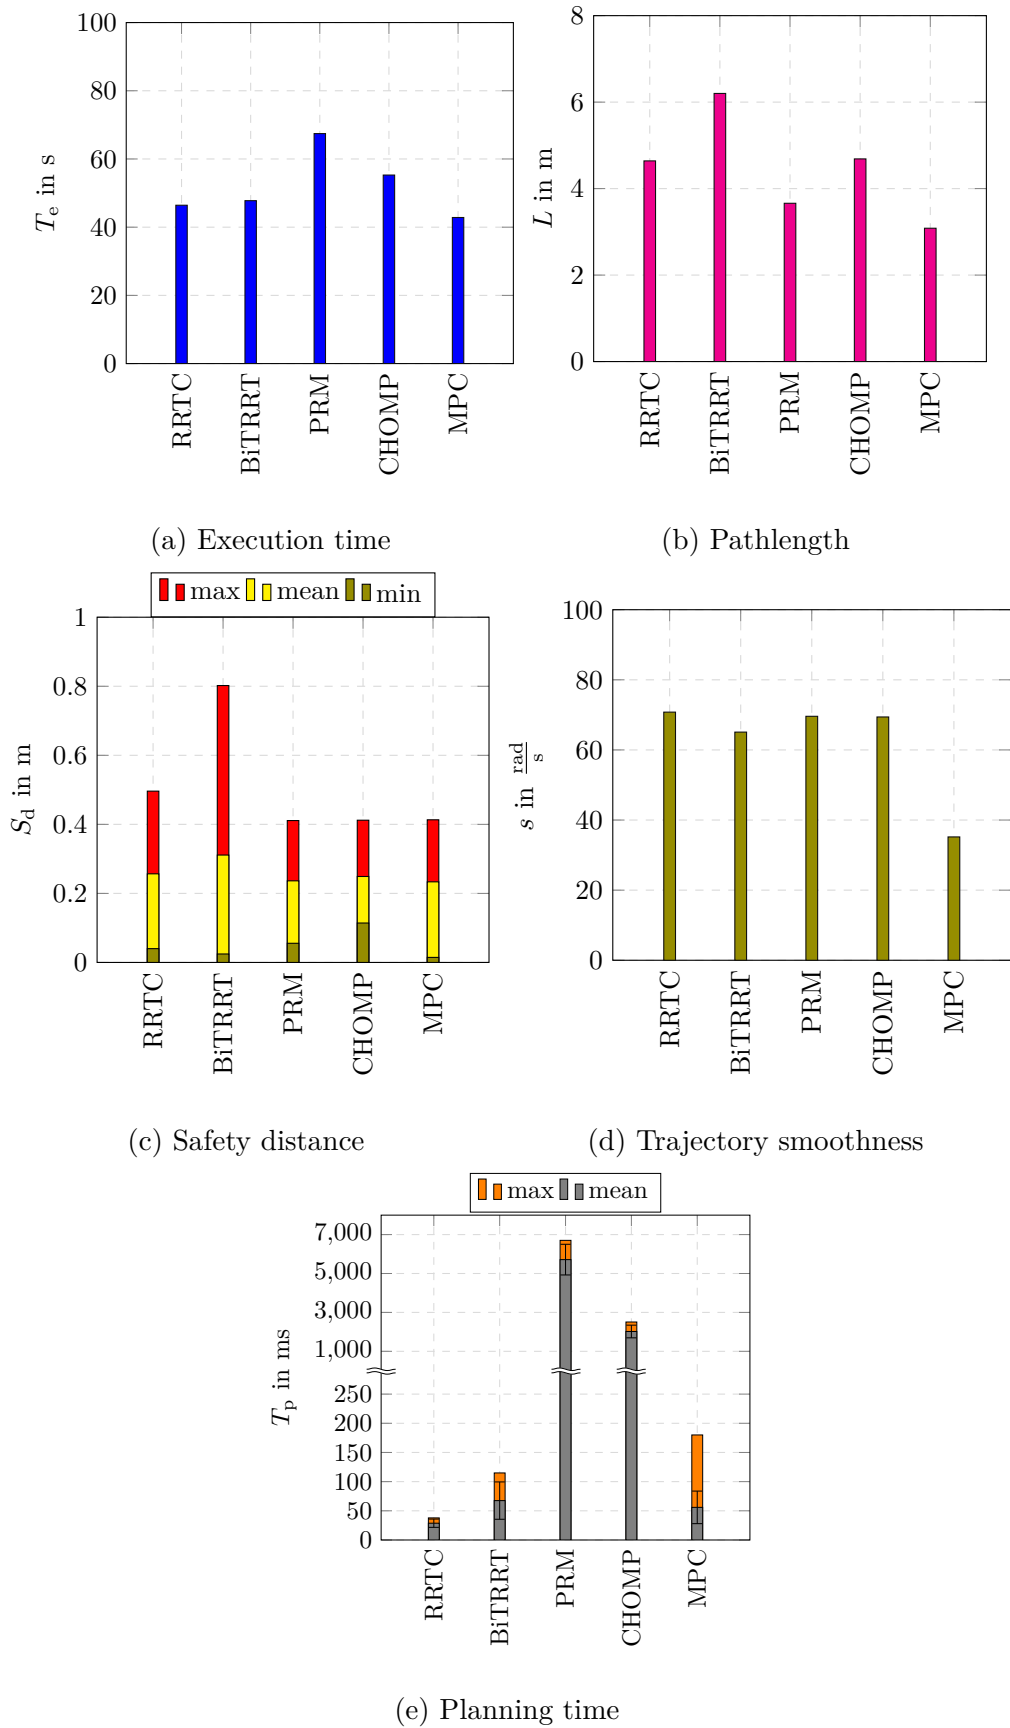 100
80
60
40
20
0
T_e in s
RRTC
BiTRRT
PRM
CHOMP
MPC
(a) Execution time
8
6
4
2
0
L in m
RRTC
BiTRRT
PRM
CHOMP
MPC
(b) Pathlength
max mean min
1
0.8
0.6
0.4
0.2
0
S_d in m
RRTC
BiTRRT
PRM
CHOMP
MPC
(c) Safety distance
100
80
60
40
20
0
s in rad/s
RRTC
BiTRRT
PRM
CHOMP
MPC
(d) Trajectory smoothness
max mean
7,000
5,000
3,000
1,000
250
200
150
100
50
0
T_p in ms
RRTC
BiTRRT
PRM
CHOMP
MPC
(e) Planning time